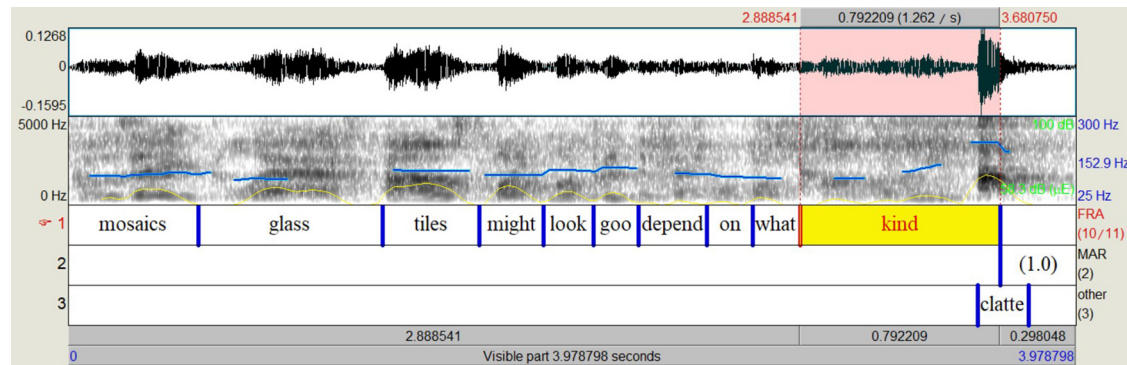 2.888541 0.792209 (1.262 / s) 3.680750
0.1268
0
-0.1595
5000 Hz 100 dB 300 Hz
152.9 Hz
0 Hz 25 Hz
1 mosaics glass tiles might look goo depend on what kind FRA (10/11)
2 (1.0) MAR (2)
3 clatte other (3)
2.888541 0.792209 0.298048
0 Visible part 3.978798 seconds 3.978798